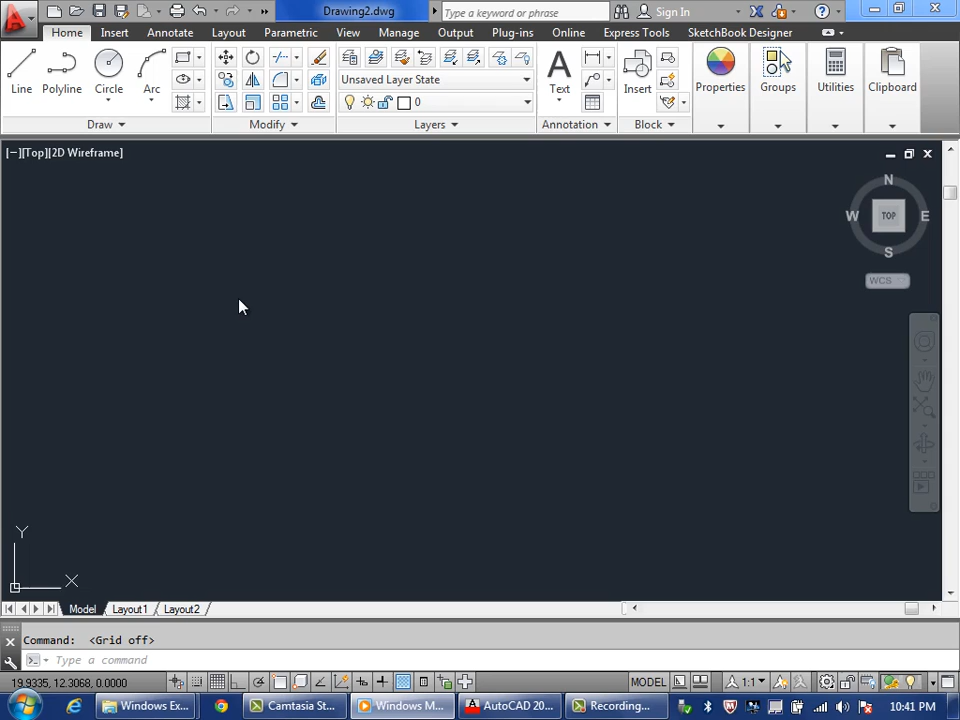 Drawing2.dwg
Type a keyword or phrase
Sign In
Home Insert Annotate Layout Parametric View Manage Output Plug-ins Online Express Tools SketchBook Designer
Line Polyline Circle Arc
Unsaved Layer State
0
Text
Insert
Properties
Groups
Utilities
Clipboard
Draw
Modify
Layers
Annotation
Block
[−][Top][2D Wireframe]
N
W TOP E
S
WCS
Y
X
Model Layout1 Layout2
Command: <Grid off>
Type a command
19.9335, 12.3068, 0.0000
MODEL
1:1
Windows Ex...
Camtasia St...
Windows M...
AutoCAD 20...
Recording...
10:41 PM